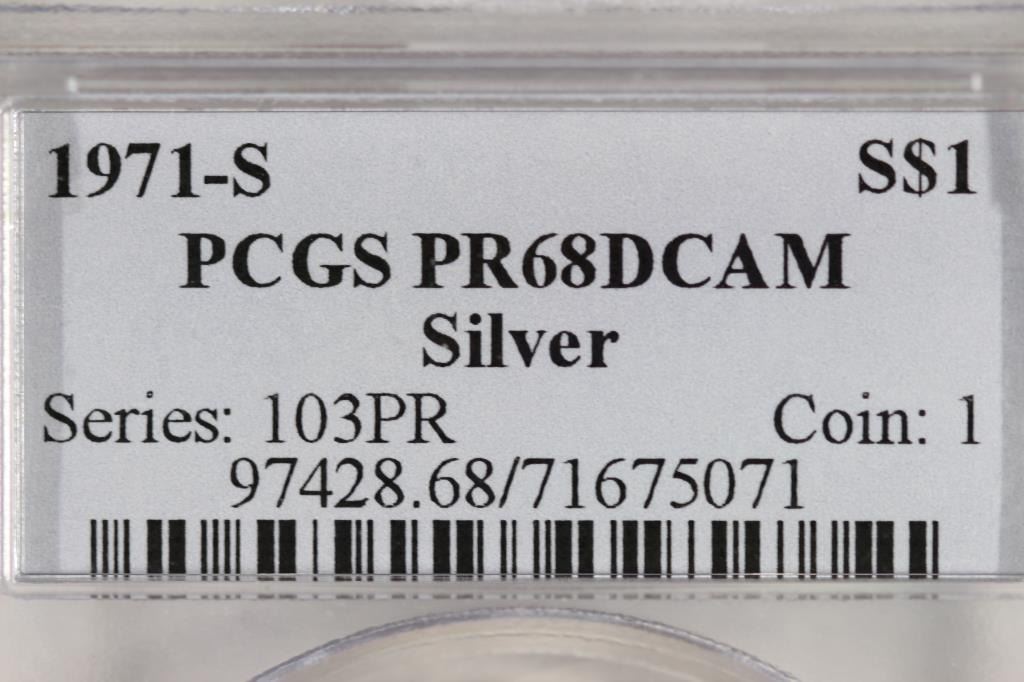 1971-S S$1
PCGS PR68DCAM
Silver
Series: 103PR Coin: 1
97428.68/71675071